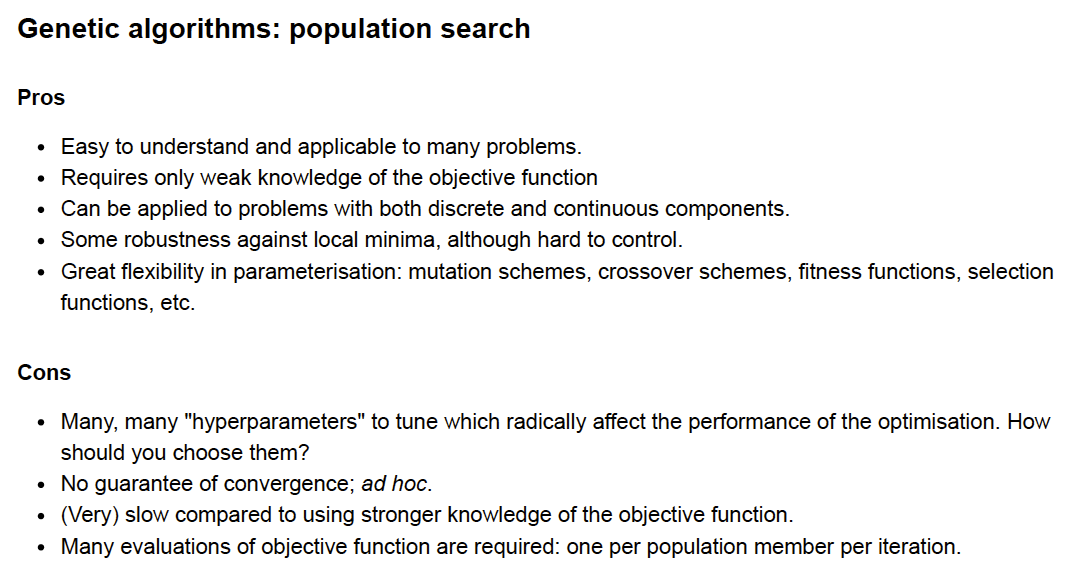 Genetic algorithms: population search
Pros
• Easy to understand and applicable to many problems.
• Requires only weak knowledge of the objective function
• Can be applied to problems with both discrete and continuous components.
• Some robustness against local minima, although hard to control.
• Great flexibility in parameterisation: mutation schemes, crossover schemes, fitness functions, selection
functions, etc.
Cons
• Many, many "hyperparameters" to tune which radically affect the performance of the optimisation. How
should you choose them?
• No guarantee of convergence; ad hoc.
• (Very) slow compared to using stronger knowledge of the objective function.
• Many evaluations of objective function are required: one per population member per iteration.